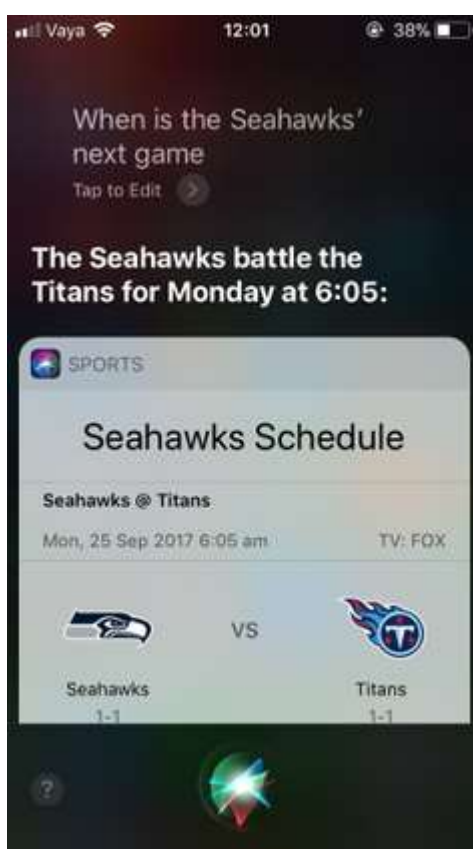 Vaya 12:01 38%
When is the Seahawks'
next game
Tap to Edit
The Seahawks battle the
Titans for Monday at 6:05:
SPORTS
Seahawks Schedule
Seahawks @ Titans
Mon, 25 Sep 2017 6:05 am TV: FOX
VS
Seahawks Titans
1-1 1-1
?